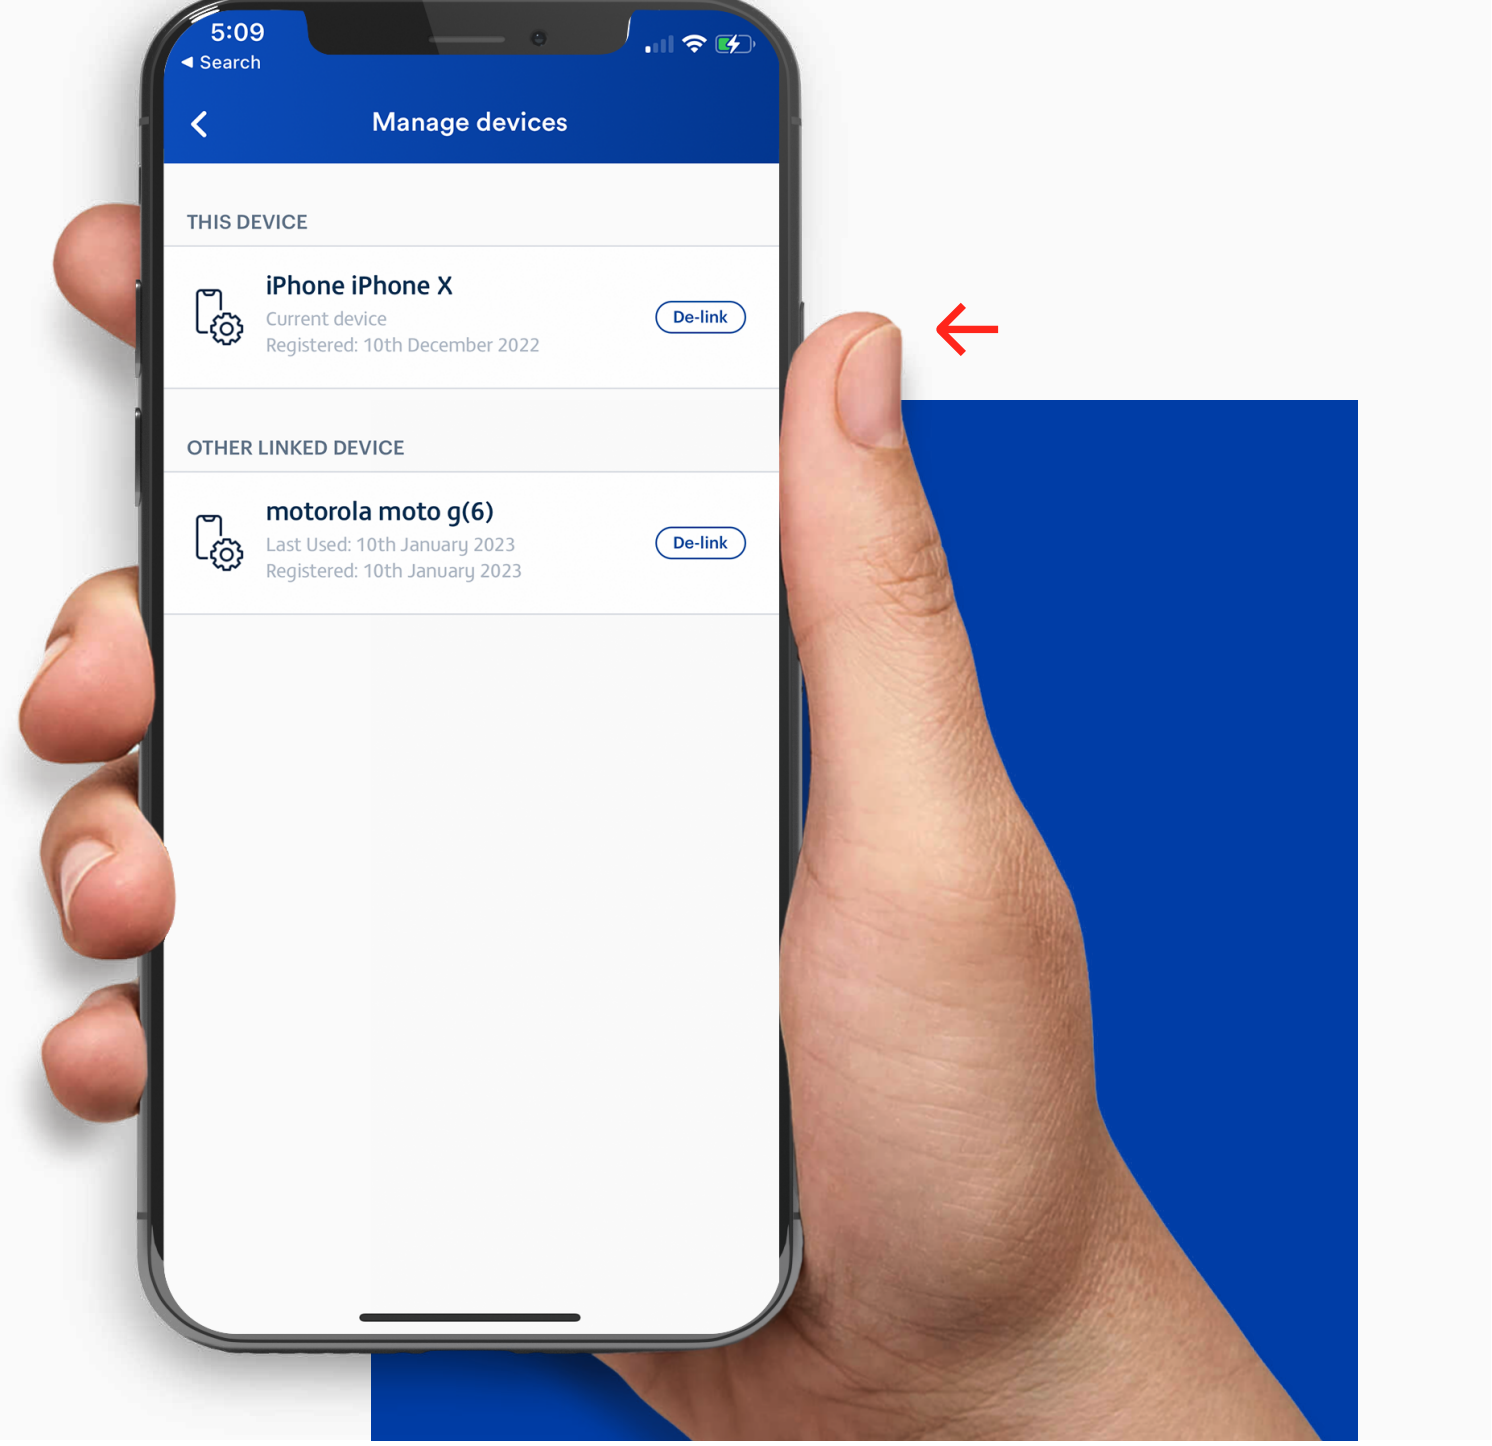 5:09
◀ Search
Manage devices
THIS DEVICE
iPhone iPhone X
Current device
Registered: 10th December 2022
De-link
OTHER LINKED DEVICE
motorola moto g(6)
Last Used: 10th January 2023
Registered: 10th January 2023
De-link